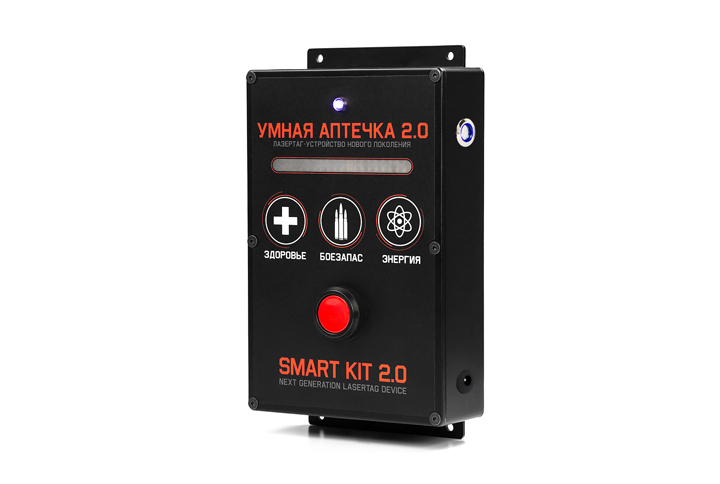 УМНАЯ АПТЕЧКА 2.0
ЛАЗЕРТАГ-УСТРОЙСТВО НОВОГО ПОКОЛЕНИЯ
ЗДОРОВЬЕ БОЕЗАПАС ЭНЕРГИЯ
SMART KIT 2.0
NEXT GENERATION LASERTAG DEVICE